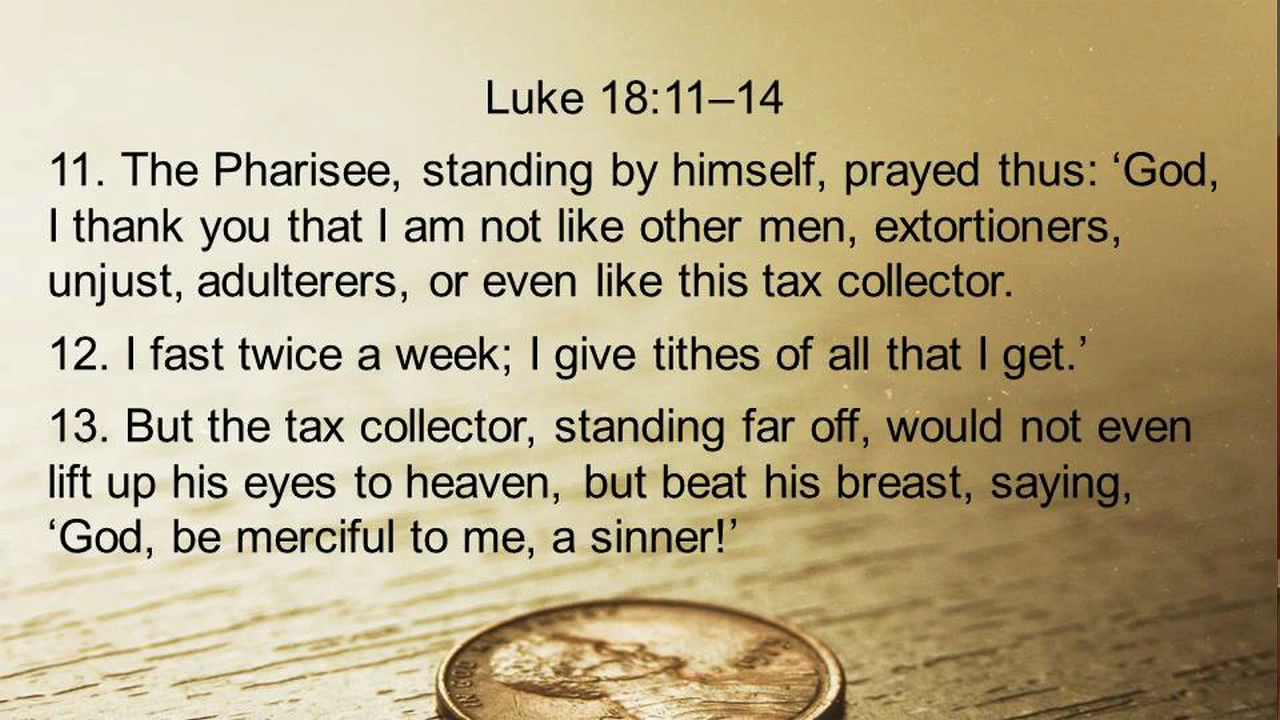 Luke 18:11–14
11. The Pharisee, standing by himself, prayed thus: ‘God,
I thank you that I am not like other men, extortioners,
unjust, adulterers, or even like this tax collector.
12. I fast twice a week; I give tithes of all that I get.’
13. But the tax collector, standing far off, would not even
lift up his eyes to heaven, but beat his breast, saying,
‘God, be merciful to me, a sinner!’